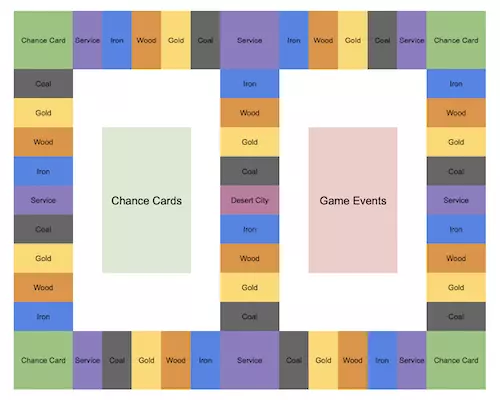 Chance Card Service Iron Wood Gold Coal Service Iron Wood Gold Coal Service Chance Card
Coal Iron Iron
Gold Wood Wood
Wood Gold Gold
Iron Coal Coal
Service Chance Cards Desert City Game Events Service
Coal Iron Iron
Gold Wood Wood
Wood Gold Gold
Iron Coal Coal
Chance Card Service Coal Gold Wood Iron Service Coal Gold Wood Iron Service Chance Card